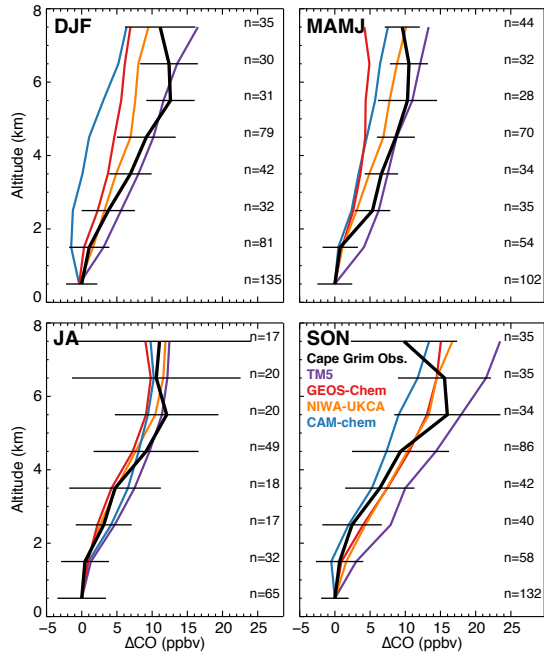 DJF
MAMJ
8
6
4
2
0
Altitude (km)
n=35
n=30
n=31
n=79
n=42
n=32
n=81
n=135
n=44
n=32
n=28
n=70
n=34
n=35
n=54
n=102
JA
SON
8
6
4
2
0
Altitude (km)
n=17
n=20
n=20
n=49
n=18
n=17
n=32
n=65
Cape Grim Obs.
TM5
GEOS-Chem
NIWA-UKCA
CAM-chem
n=35
n=35
n=34
n=86
n=42
n=40
n=58
n=132
-5 0 5 10 15 20 25
-5 0 5 10 15 20 25
ΔCO (ppbv)
ΔCO (ppbv)